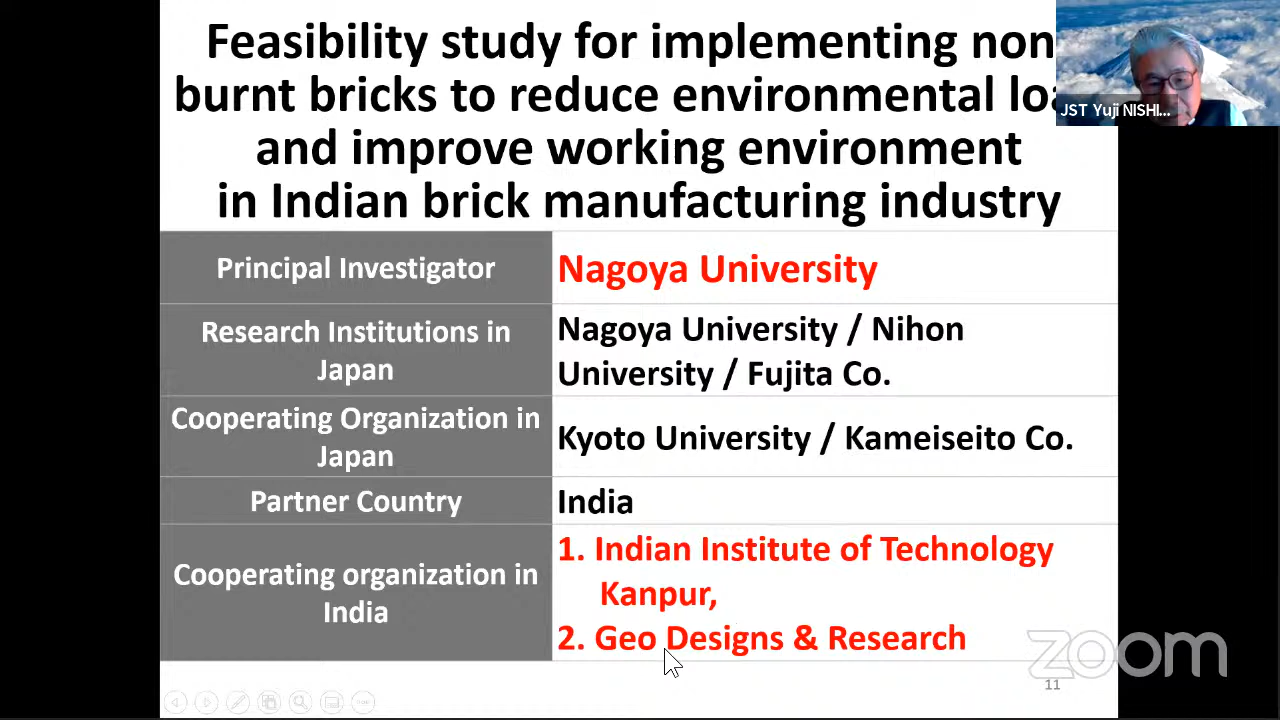 Feasibility study for implementing non
burnt bricks to reduce environmental
and improve working environment
in Indian brick manufacturing industry
JST Yuji NISHI...
Principal Investigator
Nagoya University
Research Institutions in
Japan
Nagoya University / Nihon
University / Fujita Co.
Cooperating Organization in
Japan
Kyoto University / Kameiseito Co.
Partner Country
India
Cooperating organization in
India
1. Indian Institute of Technology
Kanpur,
2. Geo Designs & Research
zoom
11